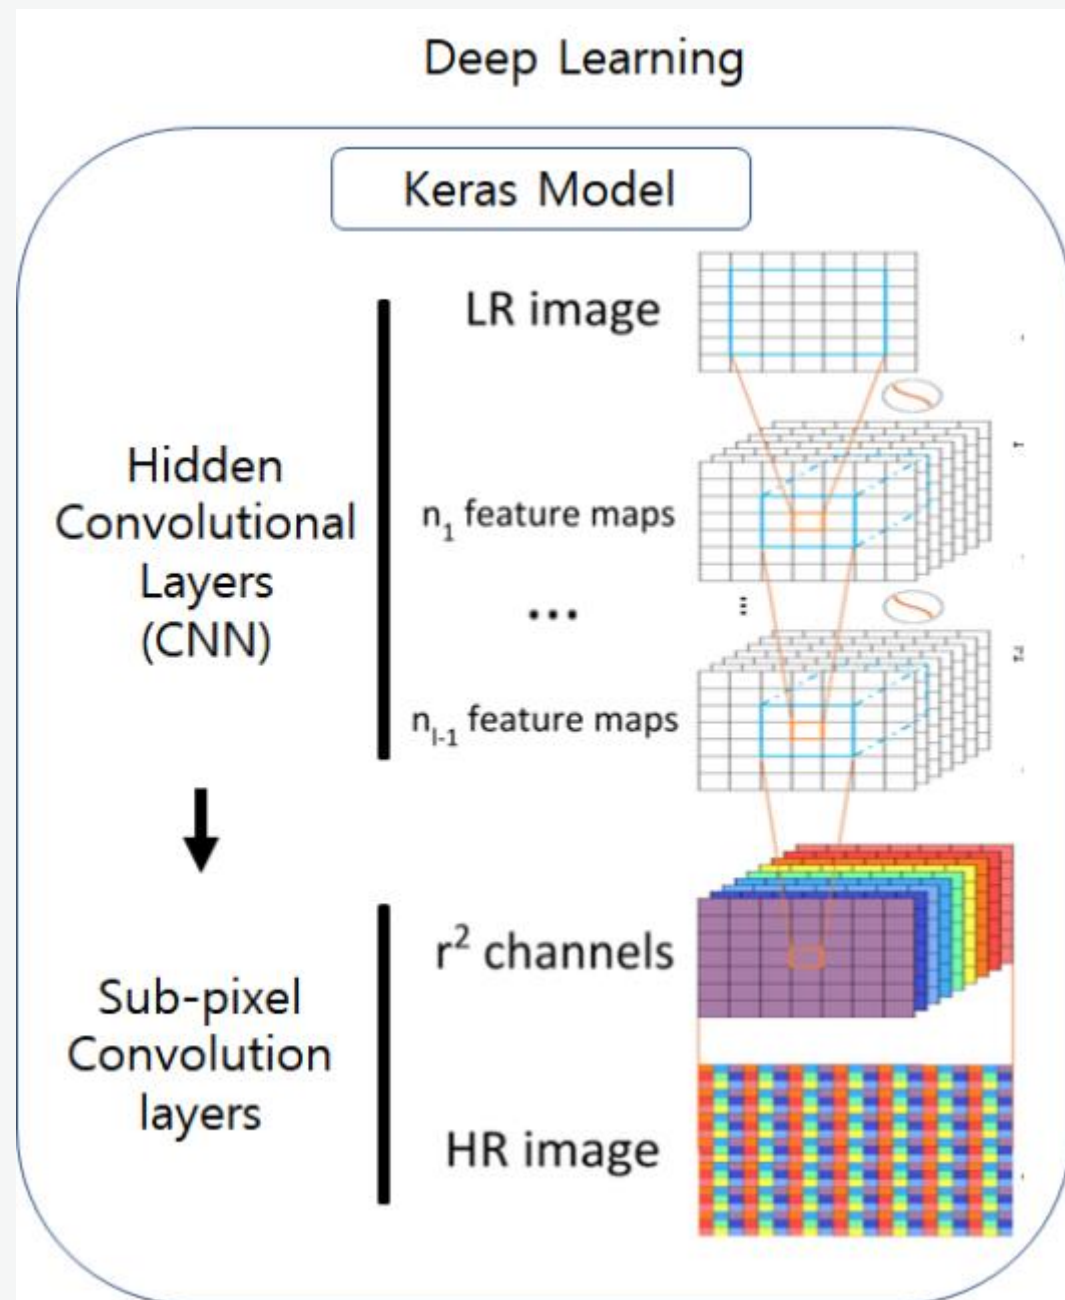 Deep Learning
Keras Model
LR image
Hidden
Convolutional
Layers
(CNN)
n₁ feature maps
...
n_{l-1} feature maps
Sub-pixel
Convolution
layers
r² channels
HR image